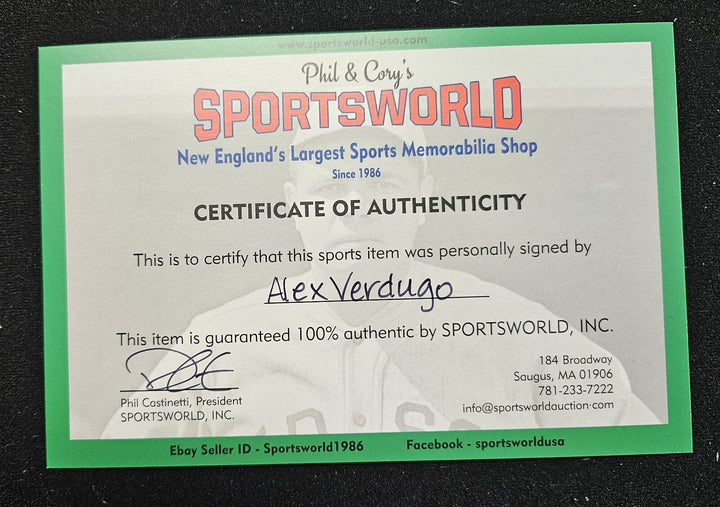 www.sportsworld-usa.com
Phil & Cory's
SPORTSWORLD
New England's Largest Sports Memorabilia Shop
Since 1986
CERTIFICATE OF AUTHENTICITY
This is to certify that this sports item was personally signed by
Alex Verdugo
This item is guaranteed 100% authentic by SPORTSWORLD, INC.
Phil Castinetti, President
SPORTSWORLD, INC.
184 Broadway
Saugus, MA 01906
781-233-7222
info@sportsworldauction.com
Ebay Seller ID - Sportsworld1986
Facebook - sportsworldusa